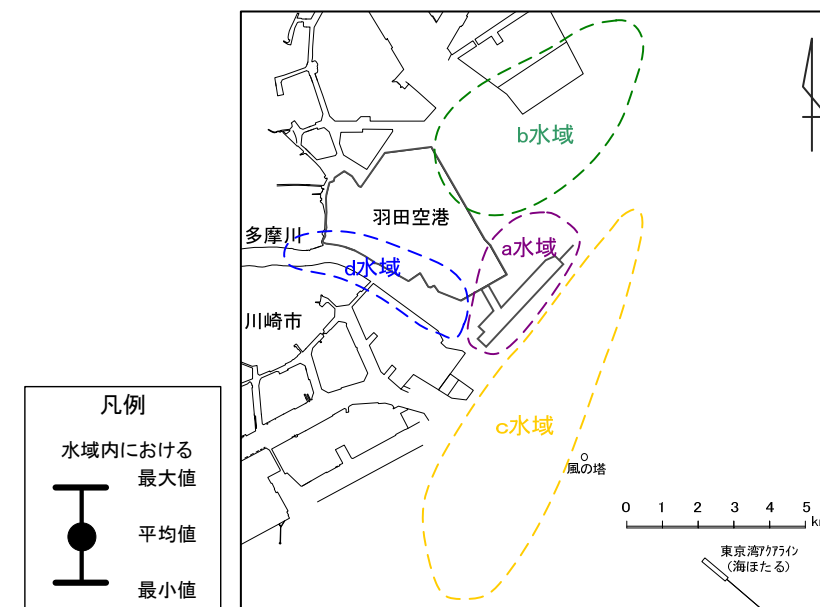 b水域
羽田空港
多摩川
a水域
d水域
川崎市
凡例
水域内における
最大値
平均値
最小値
c水域
風の塔
0 1 2 3 4 5
km
東京湾ｱｸｱﾗｲﾝ
（海ほたる）